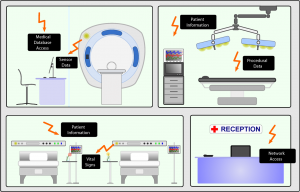 Medical
Database
Access
Sensor
Data
Patient
Information
Procedural
Data
Patient
Information
Vital
Signs
RECEPTION
Network
Access